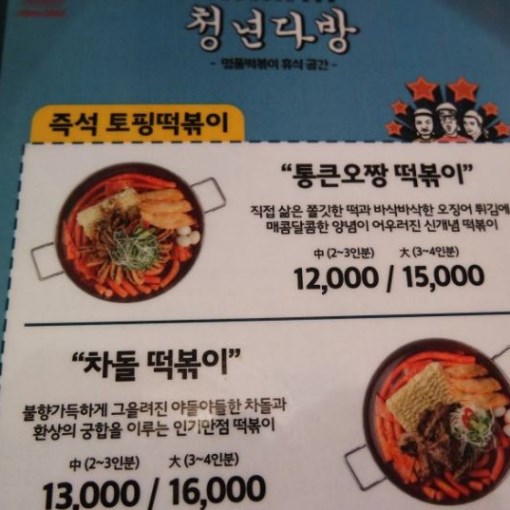 청년다방
- 명품떡볶이 휴식 공간 -
즉석 토핑떡볶이
“통큰오짱 떡볶이”
직접 삶은 쫄깃한 떡과 바삭바삭한 오징어 튀김에
매콤달콤한 양념이 어우러진 신개념 떡볶이
中 (2~3인분) 大 (3~4인분)
12,000 / 15,000
“차돌 떡볶이”
불향가득하게 그을려진 야들야들한 차돌과
환상의 궁합을 이루는 인기만점 떡볶이
中 (2~3인분) 大 (3~4인분)
13,000 / 16,000